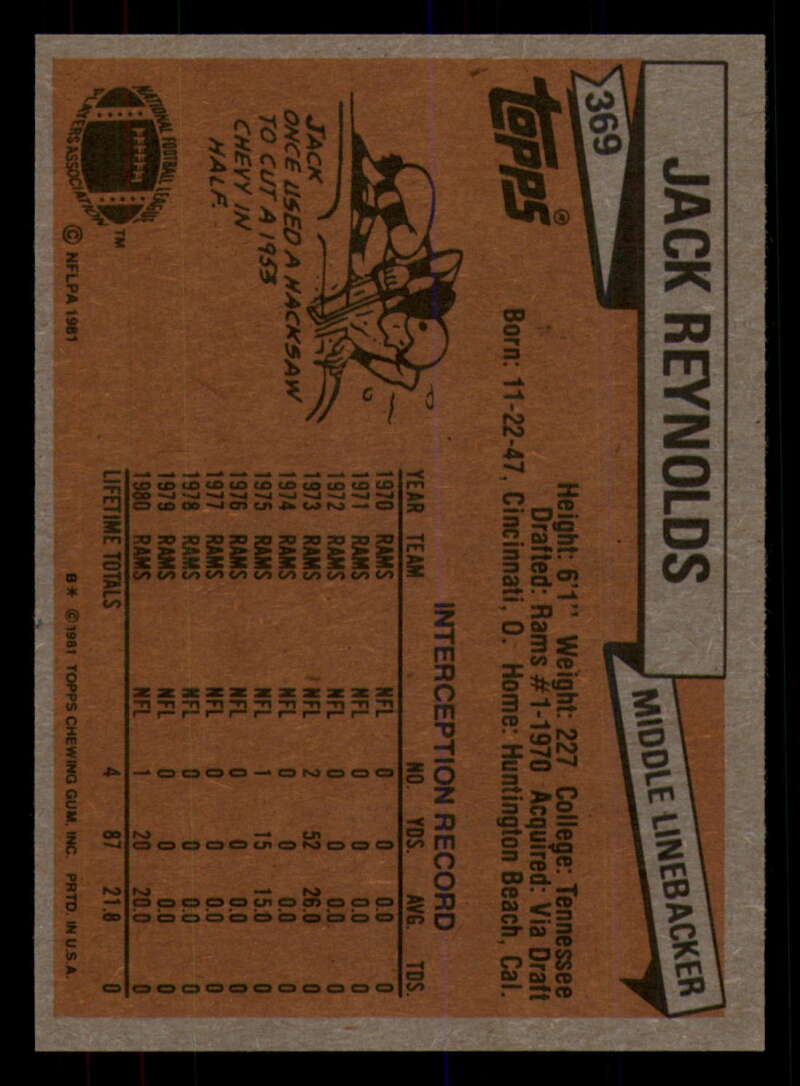 369
JACK REYNOLDS
MIDDLE LINEBACKER
topps®
Height: 6'1" Weight: 227 College: Tennessee
Drafted: Rams #1-1970 Acquired: Via Draft
Born: 11-22-47, Cincinnati, O. Home: Huntington Beach, Cal.
JACK
ONCE USED A HACKSAW
TO CUT A 1953
CHEVY IN
HALF.
INTERCEPTION RECORD
YEAR TEAM NO. YDS. AVG. TDS.
1970 RAMS NFL 0 0 0.0 0
1971 RAMS NFL 0 0 0.0 0
1972 RAMS NFL 0 0 0.0 0
1973 RAMS NFL 2 52 26.0 0
1974 RAMS NFL 0 0 0.0 0
1975 RAMS NFL 1 15 15.0 0
1976 RAMS NFL 0 0 0.0 0
1977 RAMS NFL 0 0 0.0 0
1978 RAMS NFL 0 0 0.0 0
1979 RAMS NFL 0 0 0.0 0
1980 RAMS NFL 1 20 20.0 0
LIFETIME TOTALS 4 87 21.8 0
NATIONAL FOOTBALL LEAGUE
PLAYERS ASSOCIATION
TM
© NFLPA 1981
B* © 1981 TOPPS CHEWING GUM, INC. PRTD. IN U.S.A.